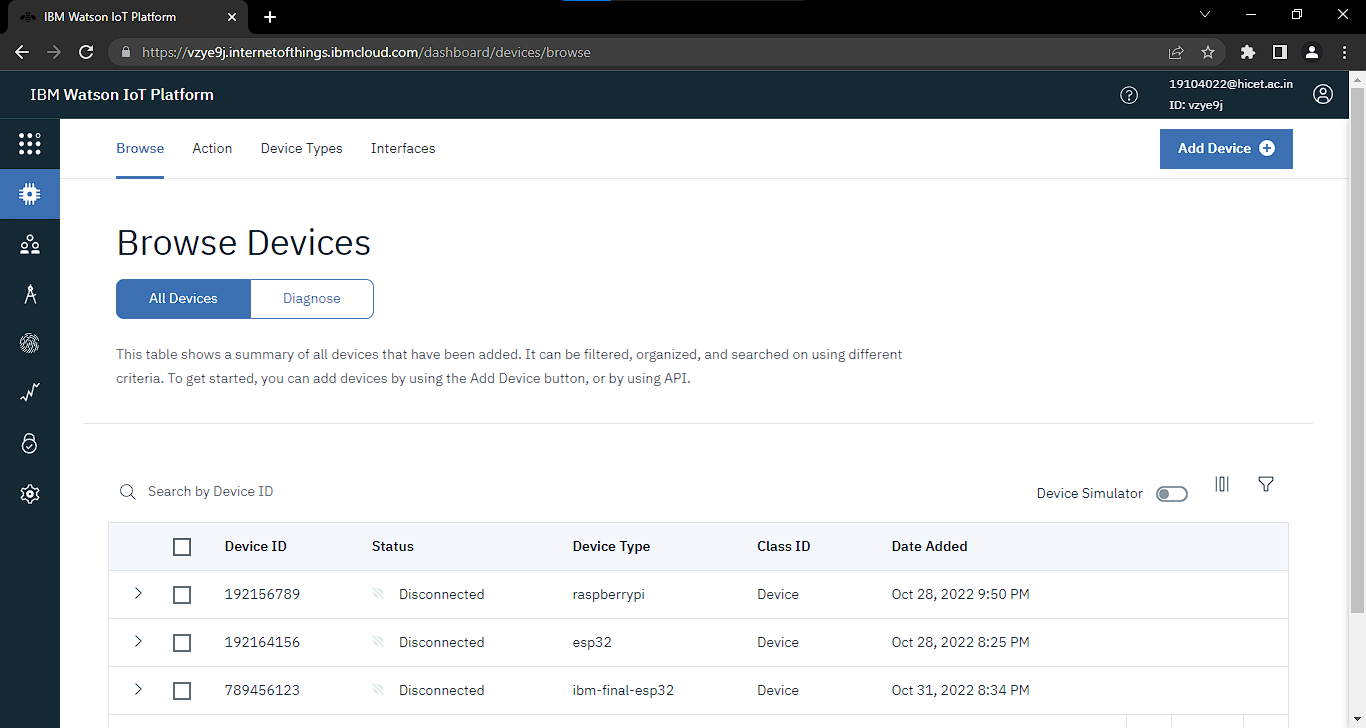 IBM Watson IoT Platform
https://vzye9j.internetofthings.ibmcloud.com/dashboard/devices/browse
IBM Watson IoT Platform
19104022@hicet.ac.in
ID: vzye9j
Browse Action Device Types Interfaces Add Device
Browse Devices
All Devices Diagnose
This table shows a summary of all devices that have been added. It can be filtered, organized, and searched on using different
criteria. To get started, you can add devices by using the Add Device button, or by using API.
Search by Device ID Device Simulator
Device ID Status Device Type Class ID Date Added
192156789 Disconnected raspberrypi Device Oct 28, 2022 9:50 PM
192164156 Disconnected esp32 Device Oct 28, 2022 8:25 PM
789456123 Disconnected ibm-final-esp32 Device Oct 31, 2022 8:34 PM